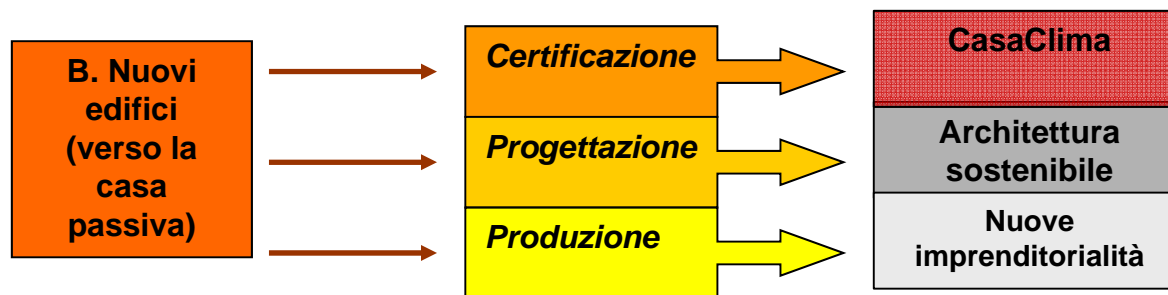 B. Nuovi
edifici
(verso la
casa
passiva)
Certificazione
Progettazione
Produzione
CasaClima
Architettura
sostenibile
Nuove
imprenditorialità